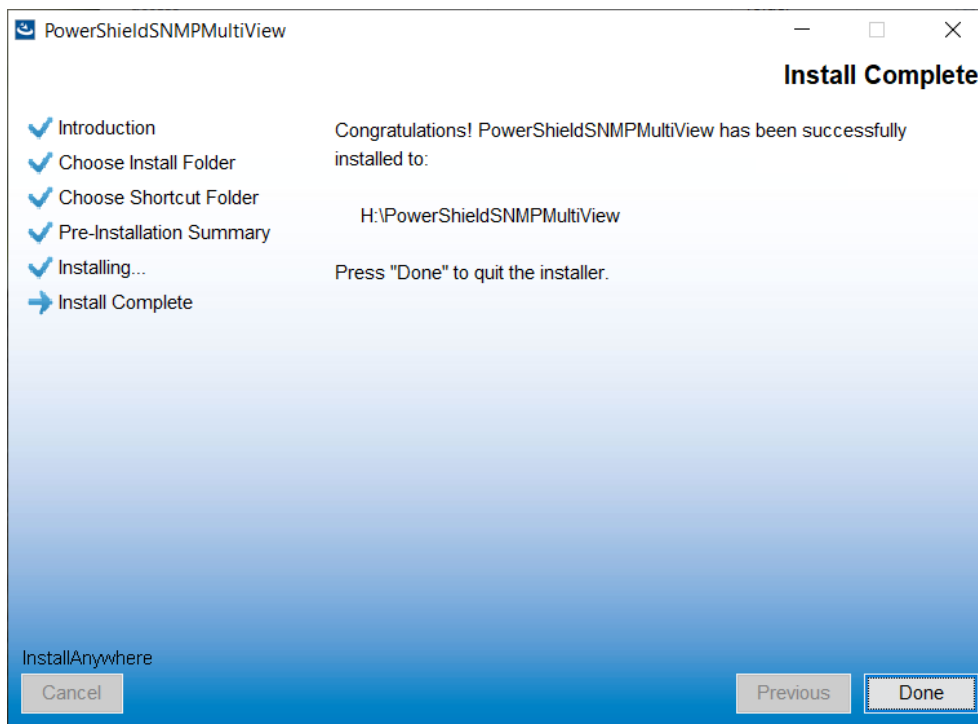 PowerShieldSNMPMultiView
Install Complete
Introduction
Choose Install Folder
Choose Shortcut Folder
Pre-Installation Summary
Installing...
Install Complete
Congratulations! PowerShieldSNMPMultiView has been successfully
installed to:
H:\PowerShieldSNMPMultiView
Press "Done" to quit the installer.
InstallAnywhere
Cancel
Previous
Done